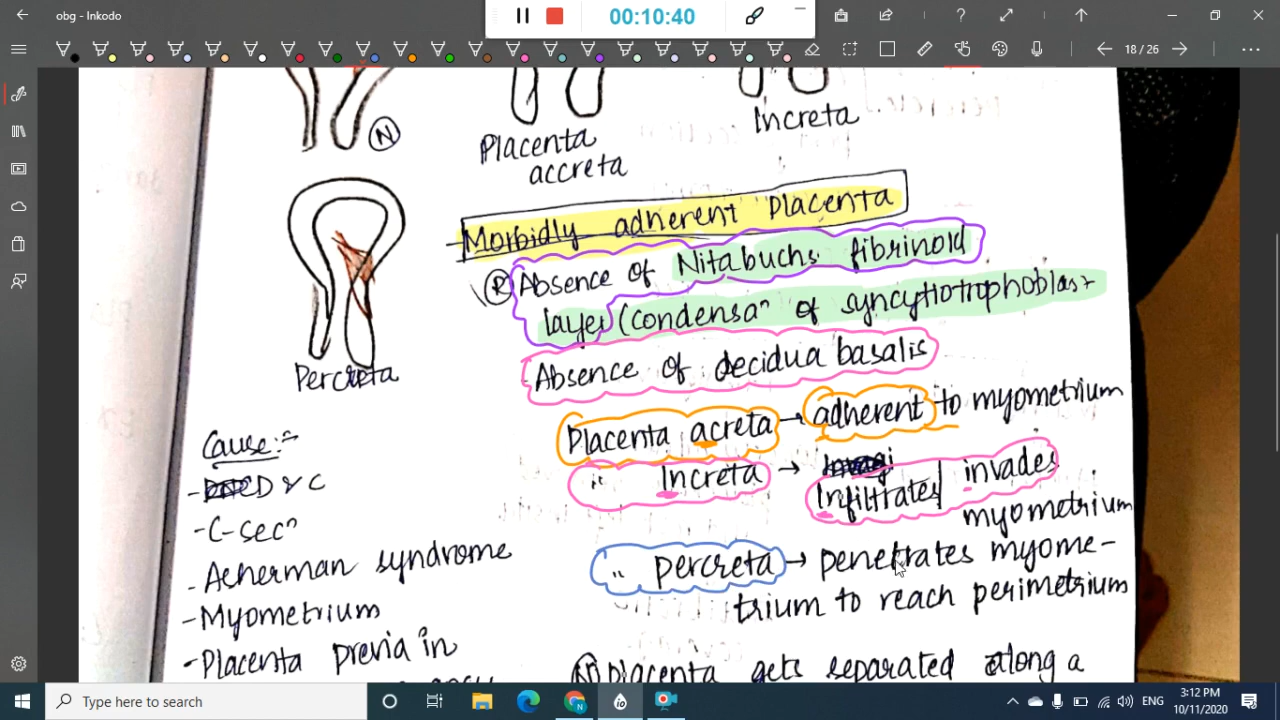 obg - Inkodo
00:10:40
18 / 26
N
Placenta
accreta
Increta
Morbidly adherent Placenta
R Absence of Nitabuchs fibrinoid
layer (condensaⁿ of syncytiotrophoblast
Absence of decidua basalis
Percreta
Placenta acreta → adherent to myometrium
" Increta →
Infiltrates| invades
myometrium
" percreta → penetrates myome-
trium to reach perimetrium
Cause:-
- D & C
- C-secⁿ
- Acherman syndrome
- Myometrium
- Placenta previa in
N Placenta gets separated along a
Type here to search
ENG
3:12 PM
10/11/2020